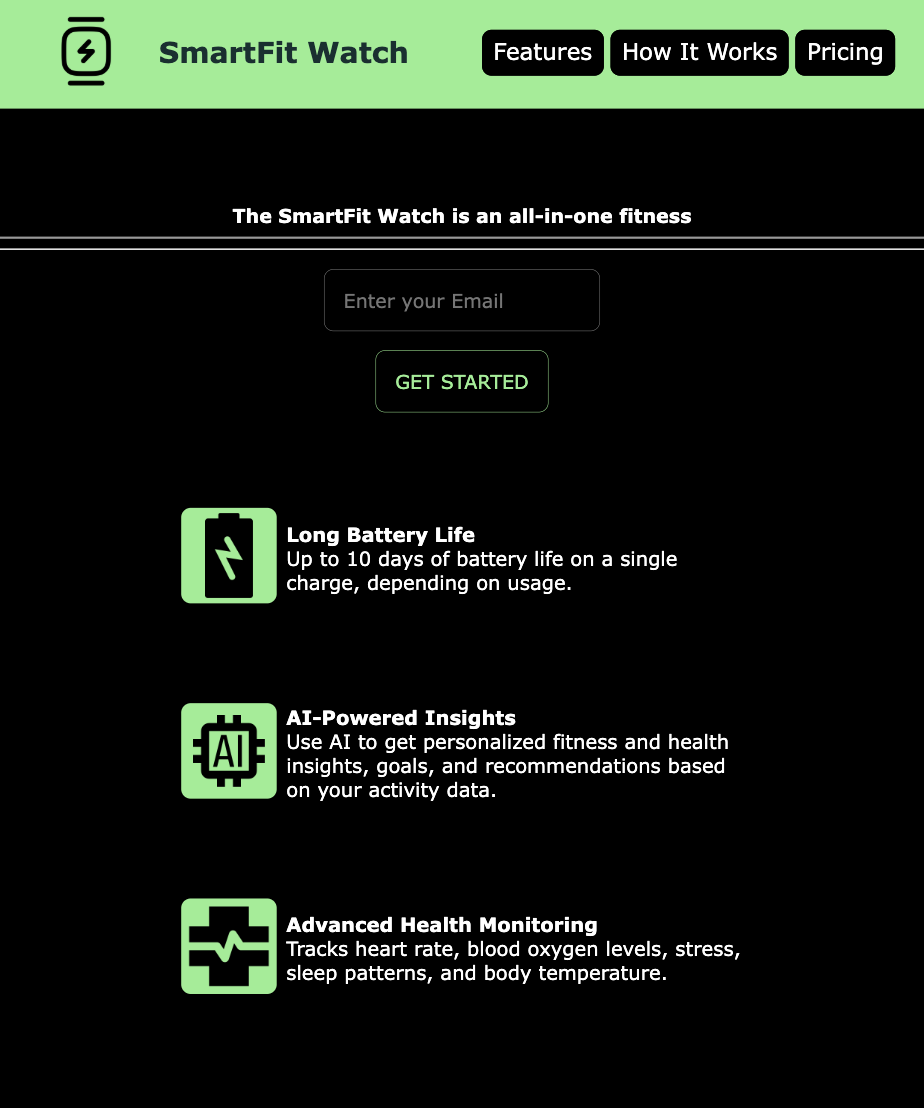 SmartFit Watch
Features How It Works Pricing
The SmartFit Watch is an all-in-one fitness
Enter your Email
GET STARTED
Long Battery Life
Up to 10 days of battery life on a single
charge, depending on usage.
AI
AI-Powered Insights
Use AI to get personalized fitness and health
insights, goals, and recommendations based
on your activity data.
Advanced Health Monitoring
Tracks heart rate, blood oxygen levels, stress,
sleep patterns, and body temperature.